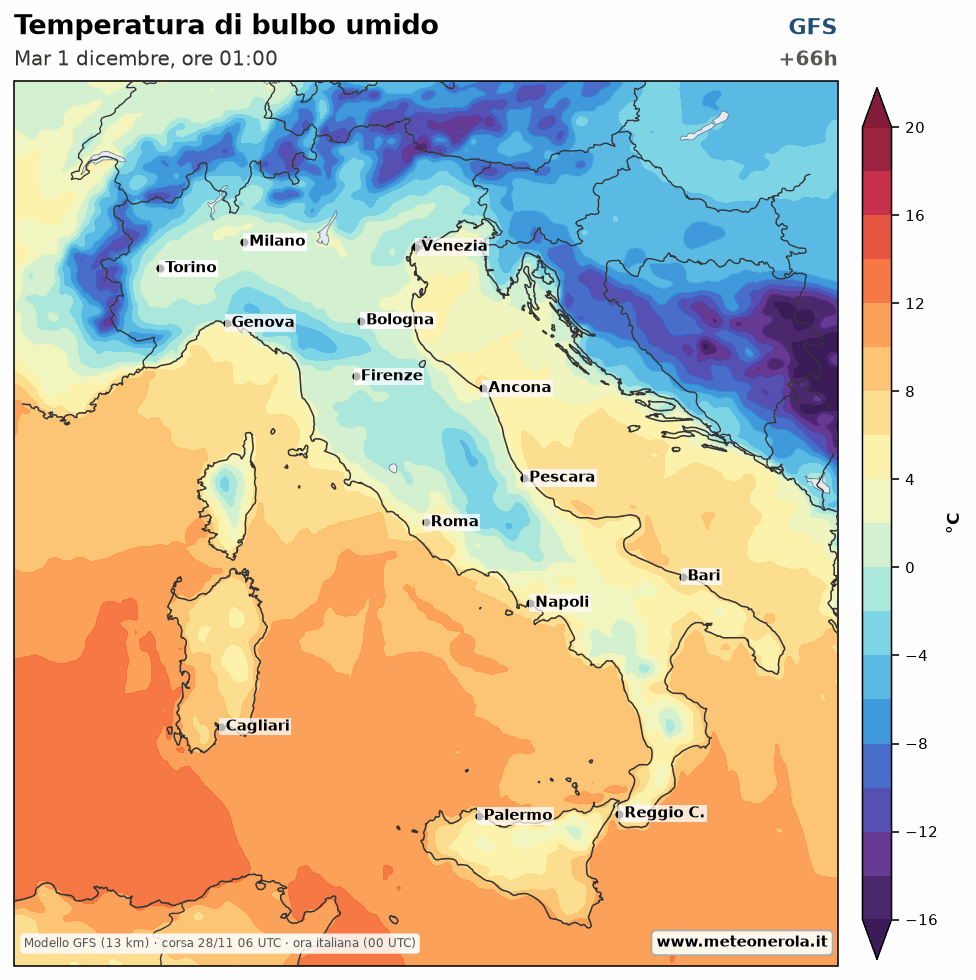 Temperatura di bulbo umido
GFS
Mar 1 dicembre, ore 01:00
+66h
Milano
Venezia
Torino
Genova
Bologna
Firenze
Ancona
Pescara
Roma
Bari
Napoli
Cagliari
Palermo
Reggio C.
20
16
12
8
4
0
−4
−8
−12
−16
°C
Modello GFS (13 km) · corsa 28/11 06 UTC · ora italiana (00 UTC)
www.meteonerola.it